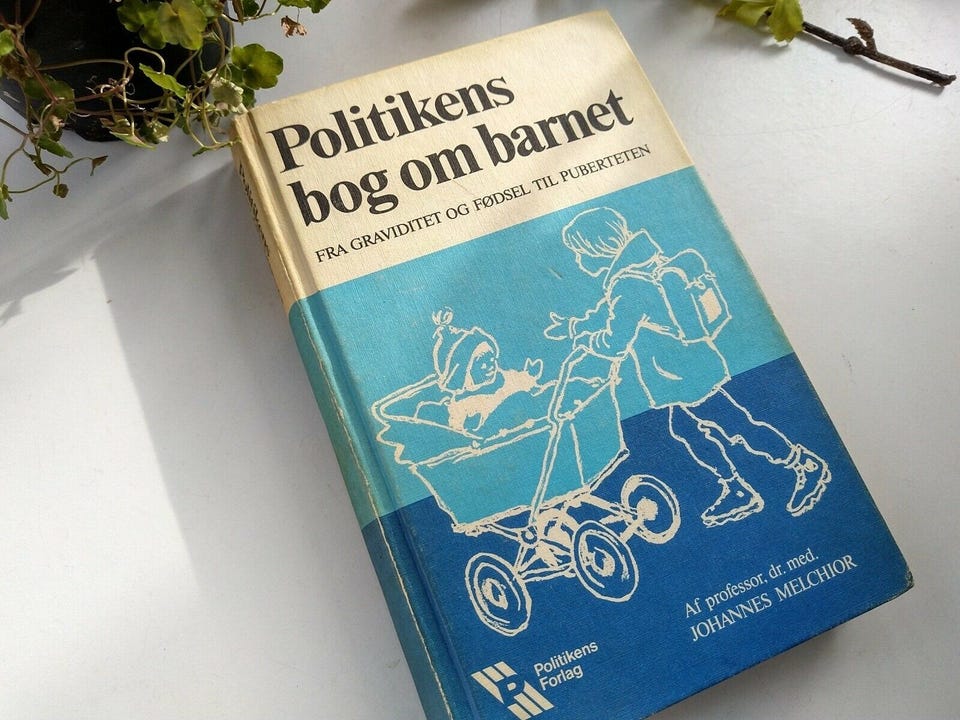 Politikens
bog om barnet
FRA GRAVIDITET OG FØDSEL TIL PUBERTETEN
Af professor, dr. med.
JOHANNES MELCHIOR
Politikens
Forlag